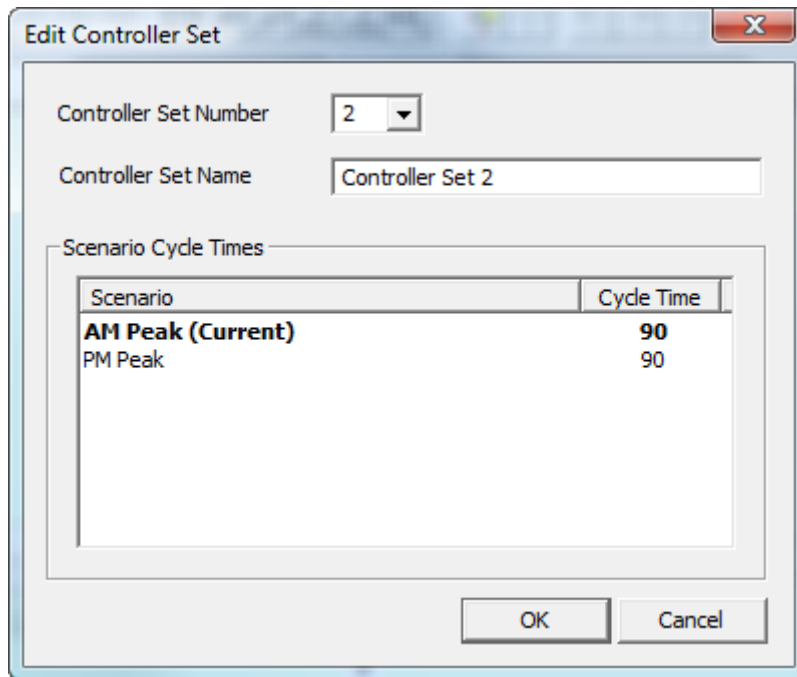 Edit Controller Set
Controller Set Number 2
Controller Set Name Controller Set 2
Scenario Cycle Times
Scenario Cycle Time
AM Peak (Current) 90
PM Peak 90
OK Cancel